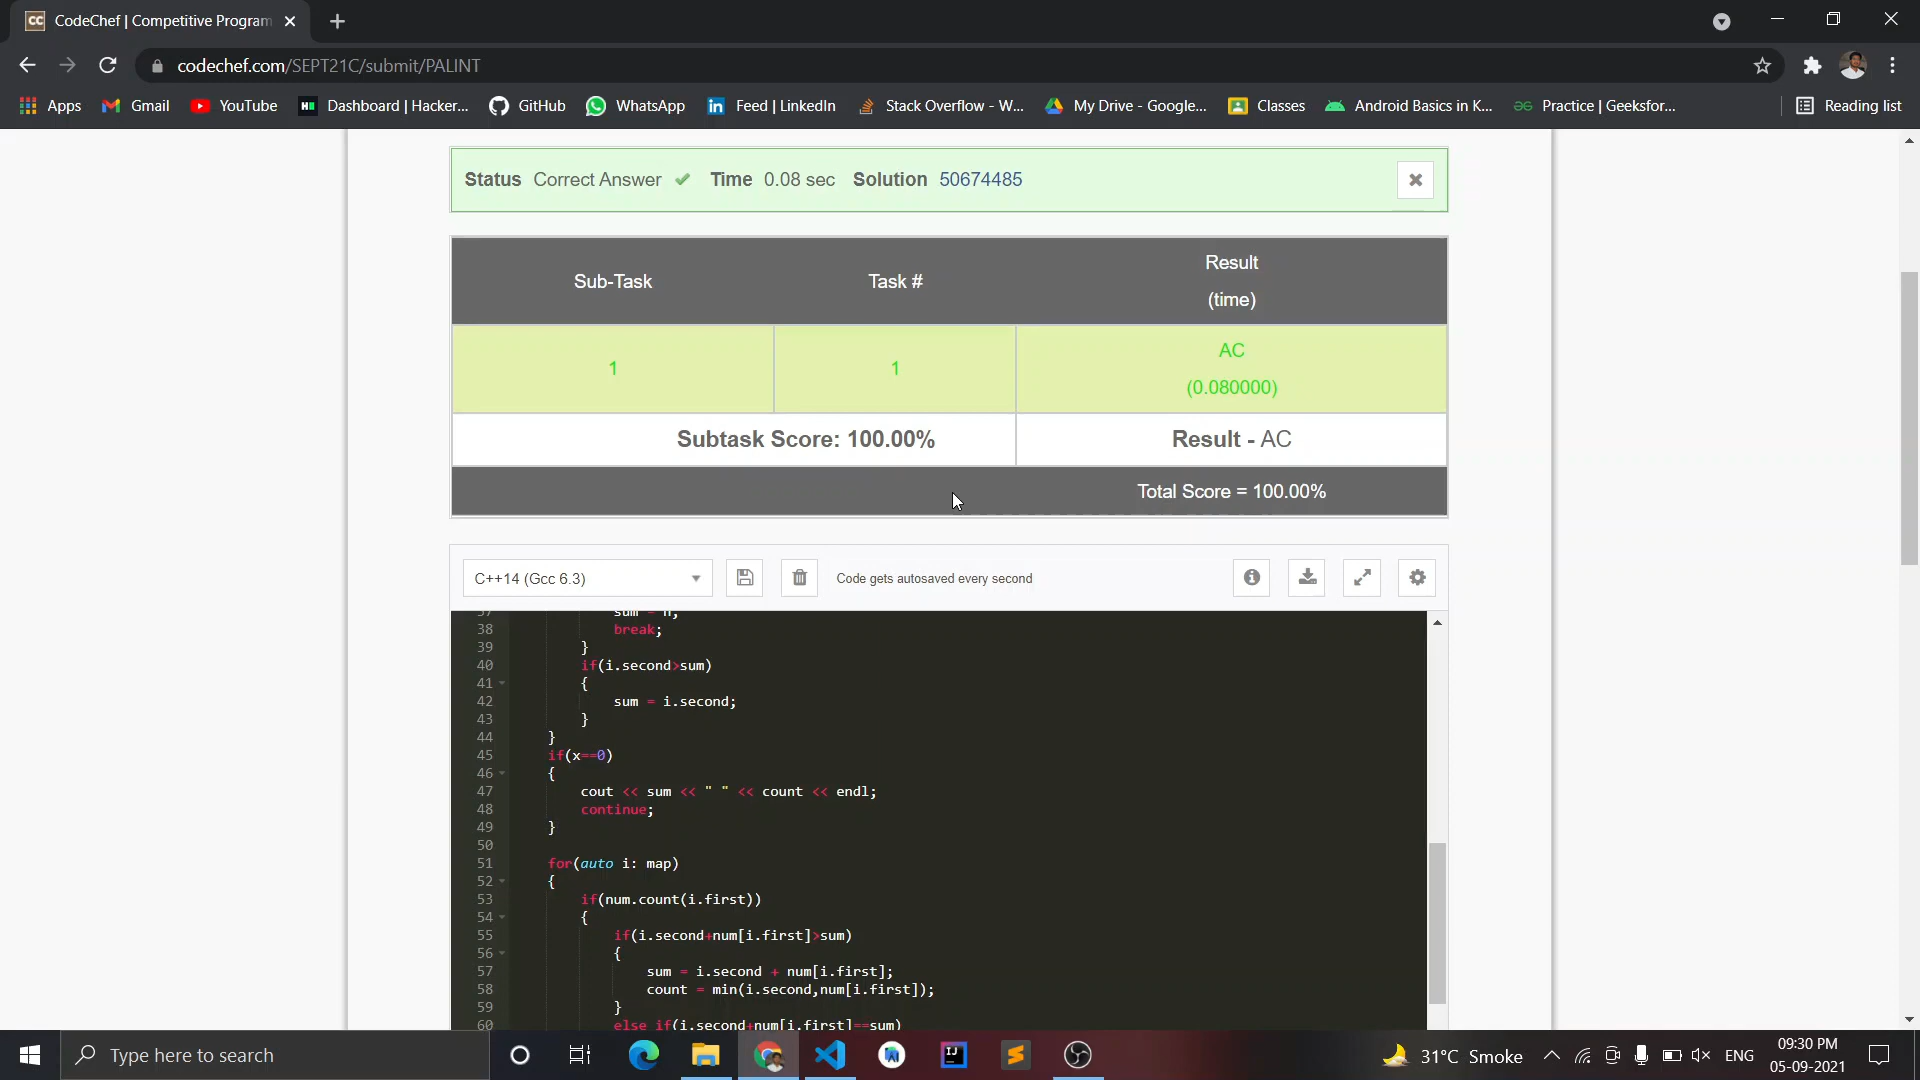 CodeChef | Competitive Program
codechef.com/SEPT21C/submit/PALINT
Apps Gmail YouTube Dashboard | Hacker... GitHub WhatsApp Feed | LinkedIn Stack Overflow - W... My Drive - Google... Classes Android Basics in K... Practice | Geeksfor... Reading list
Status Correct Answer Time 0.08 sec Solution 50674485
Sub-Task Task # Result
(time)
1 1 AC
(0.080000)
Subtask Score: 100.00% Result - AC
Total Score = 100.00%
C++14 (Gcc 6.3) Code gets autosaved every second
37 sum = n;
38 break;
39 }
40 if(i.second>sum)
41 {
42 sum = i.second;
43 }
44 }
45 if(x==0)
46 {
47 cout << sum << " " << count << endl;
48 continue;
49 }
50
51 for(auto i: map)
52 {
53 if(num.count(i.first))
54 {
55 if(i.second+num[i.first]>sum)
56 {
57 sum = i.second + num[i.first];
58 count = min(i.second,num[i.first]);
59 }
60 else if(i.second+num[i.first]==sum)
Type here to search
31°C Smoke
ENG
09:30 PM
05-09-2021